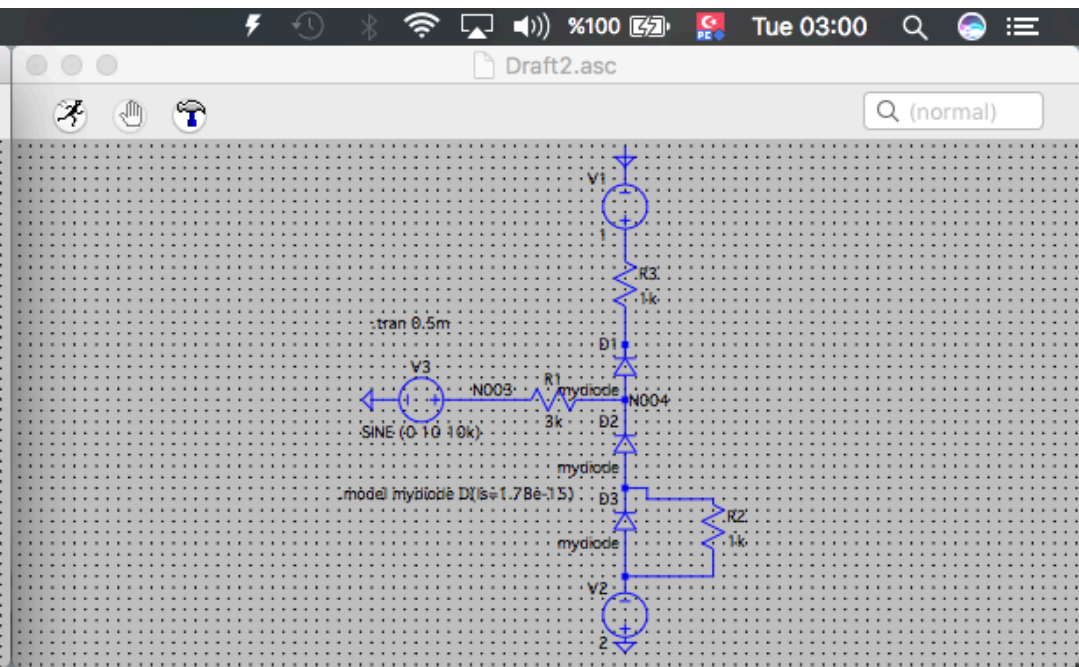 %100 PC Tue 03:00
Draft2.asc
(normal)
V1
1
R3
1k
.tran 0.5m
D1
V3
N003
R1
mydiode
N004
SINE (0 10 10k)
3k
D2
mydiode
.model mydiode D(Is=1.78e-15)
D3
R2
mydiode
1k
V2
2